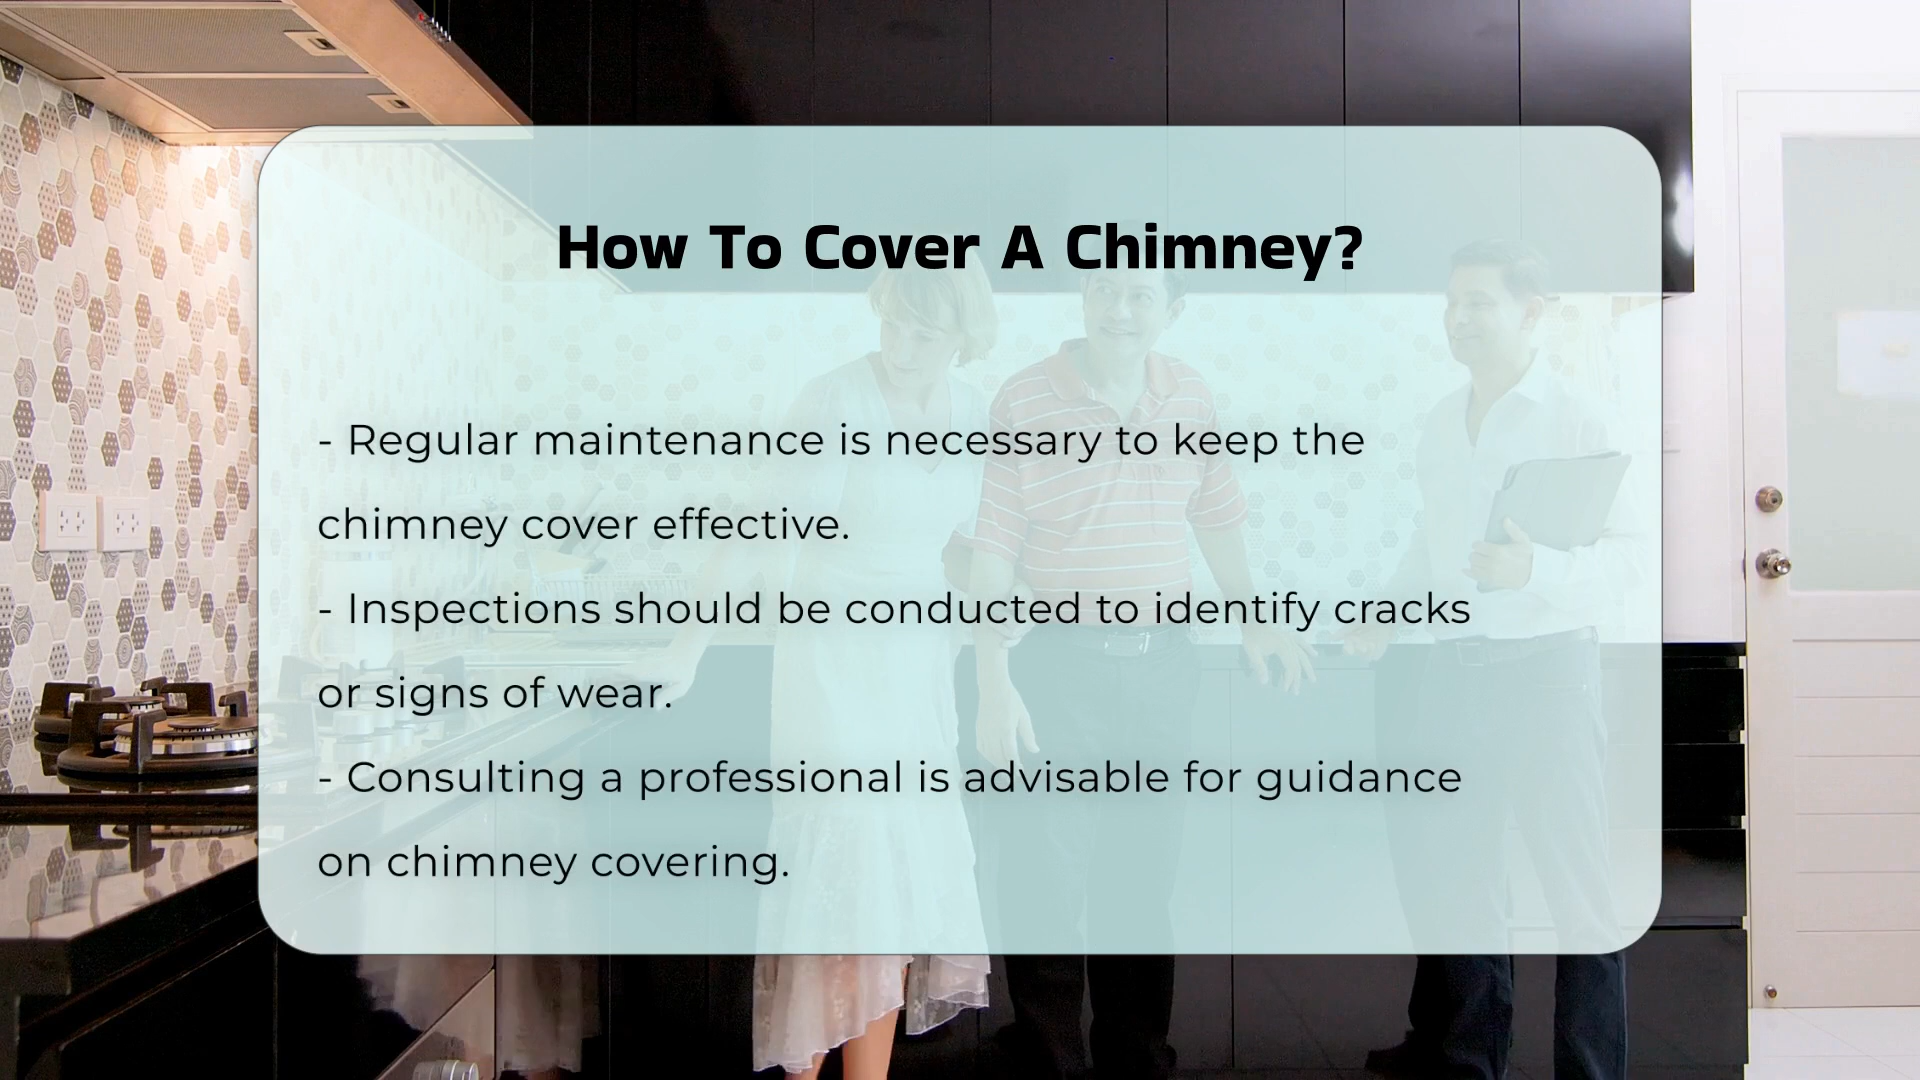 How To Cover A Chimney?
- Regular maintenance is necessary to keep the
chimney cover effective.
- Inspections should be conducted to identify cracks
or signs of wear.
- Consulting a professional is advisable for guidance
on chimney covering.